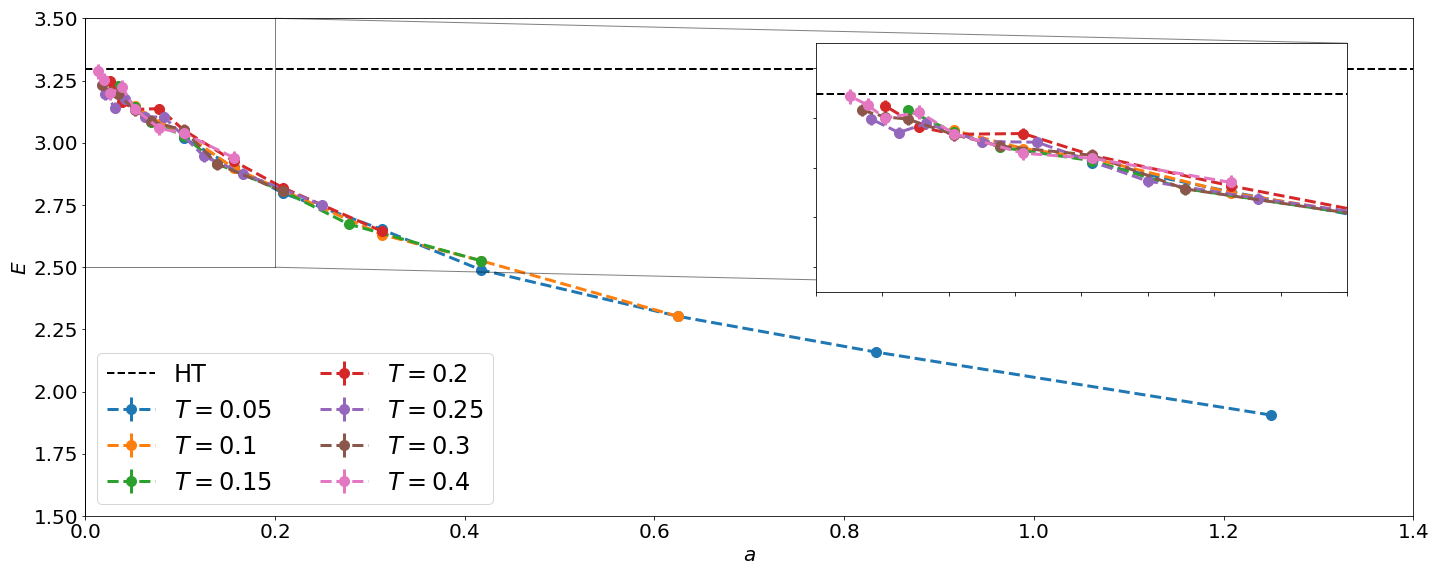 3.50
3.25
3.00
2.75
2.50
2.25
2.00
1.75
1.50
E
0.0 0.2 0.4 0.6 0.8 1.0 1.2 1.4
a
HT
T = 0.05
T = 0.1
T = 0.15
T = 0.2
T = 0.25
T = 0.3
T = 0.4